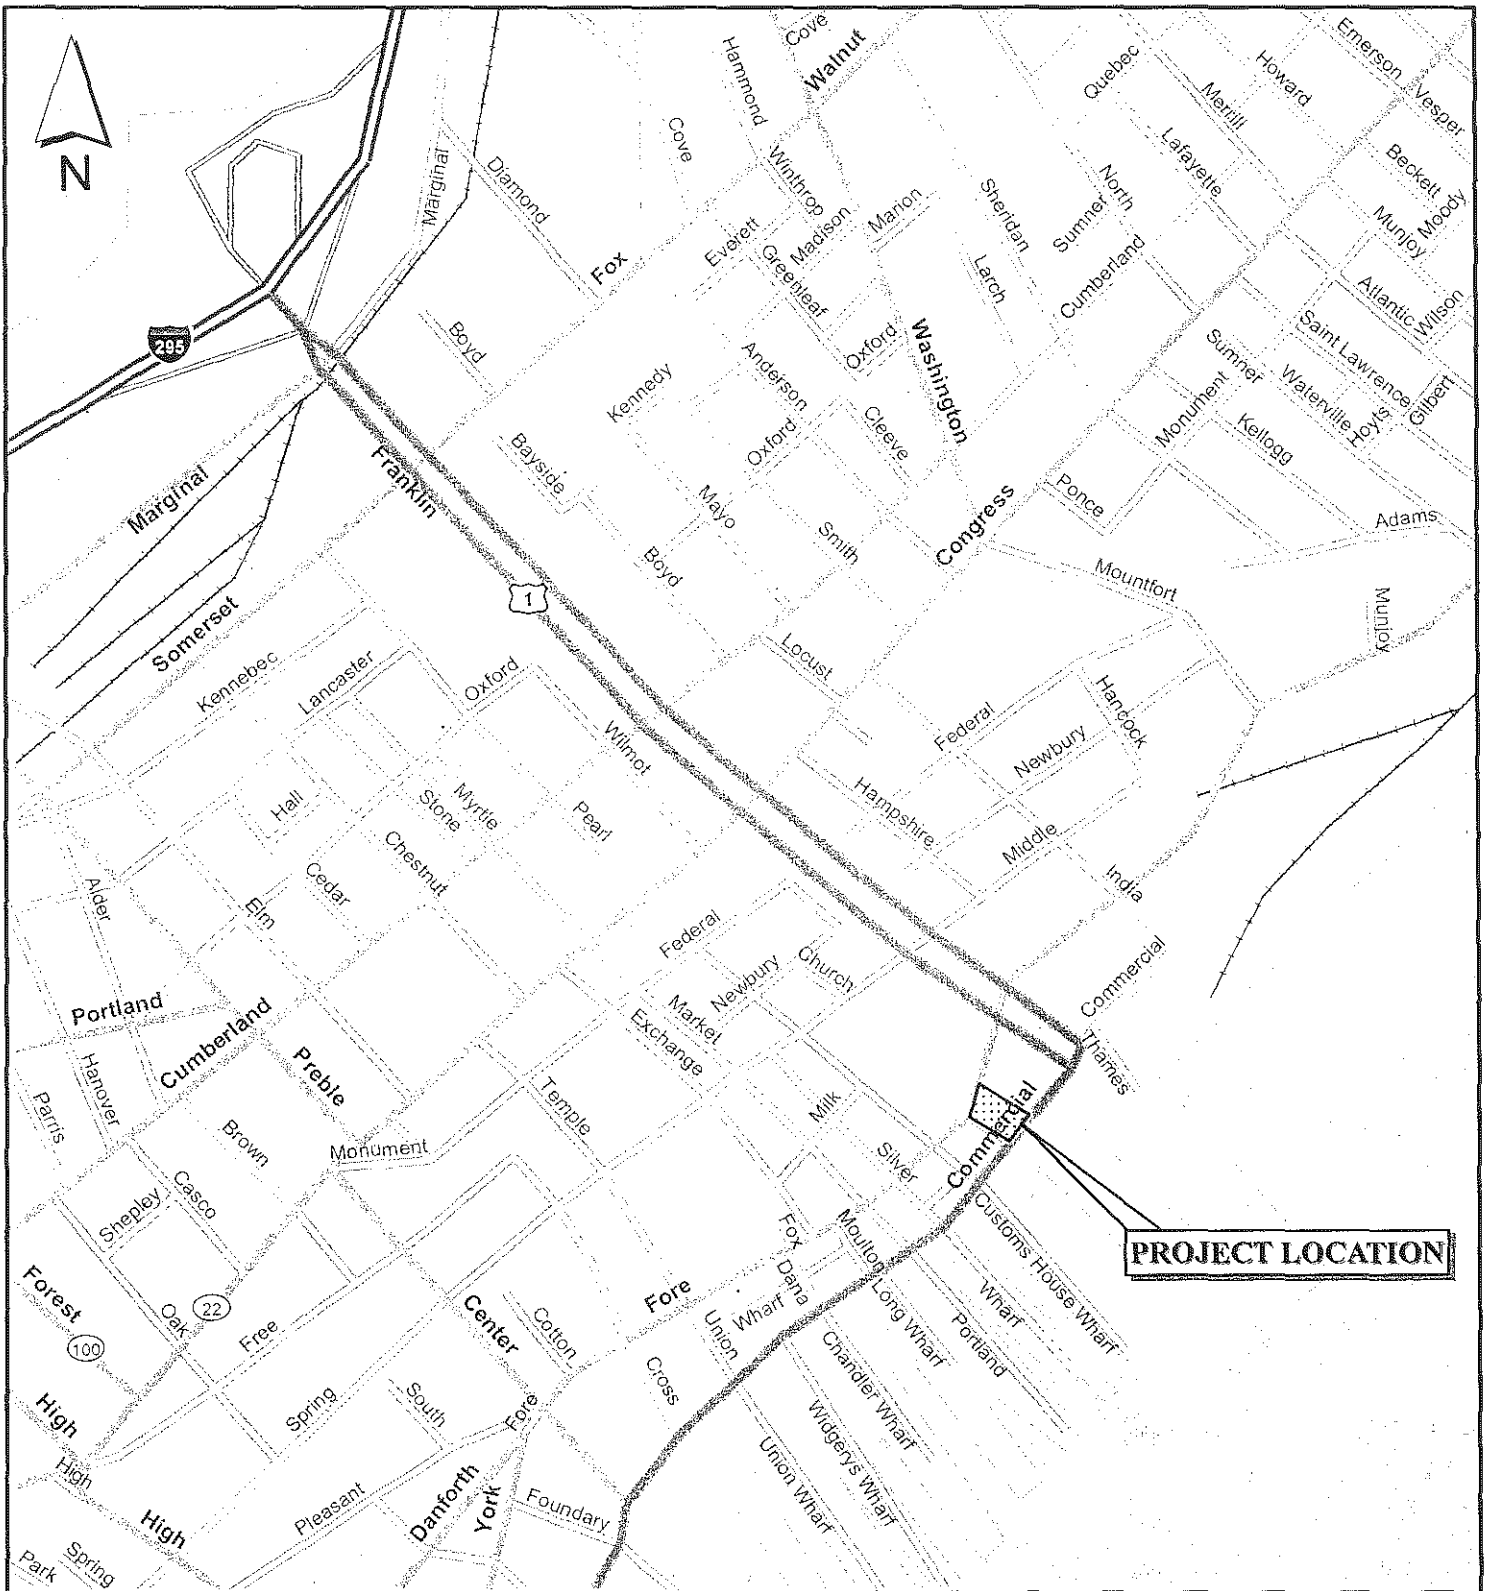 N
Cove
Walnut
Hammond
Quebec
Howard
Emerson
Vesper
Merrill
Cove
Marginal
Diamond
Winthrop
Lafayette
Beckett
Moody
Munjoy
Everett
Madison
Marion
Sheridan
North
Sumner
Fox
Greenleaf
Larch
Cumberland
Atlantic
Wilson
295
Boyd
Oxford
Washington
Saint Lawrence
Sumner
Waterville
Gilbert
Hoyts
Kennedy
Anderson
Cleeve
Monument
Kellogg
Bayside
Oxford
Marginal
Franklin
Mayo
Smith
Congress
Ponce
Adams
Boyd
Mountfort
1
Munjoy
Somerset
Kennebec
Lancaster
Oxford
Locust
Hancock
Federal
Newbury
Wilmot
Hall
Stone
Myrtle
Pearl
Hampshire
Middle
Chestnut
Cedar
India
Alder
Elm
Federal
Newbury
Church
Commercial
Portland
Cumberland
Market
Exchange
Thames
Hanover
Preble
Parris
Brown
Monument
Temple
Milk
Silver
Commercial
Casco
Shepley
Fox
Moulton
Customs House Wharf
PROJECT LOCATION
Forest
22
Oak
100
Free
Center
Cotton
Fore
Wharf
Dana
Union
Long Wharf
Wharf
Portland
Cross
Chandler Wharf
High
Spring
South
Fore
Widgerys Wharf
High
Union Wharf
Pleasant
Danforth
York
Foundary
High
Park
Spring